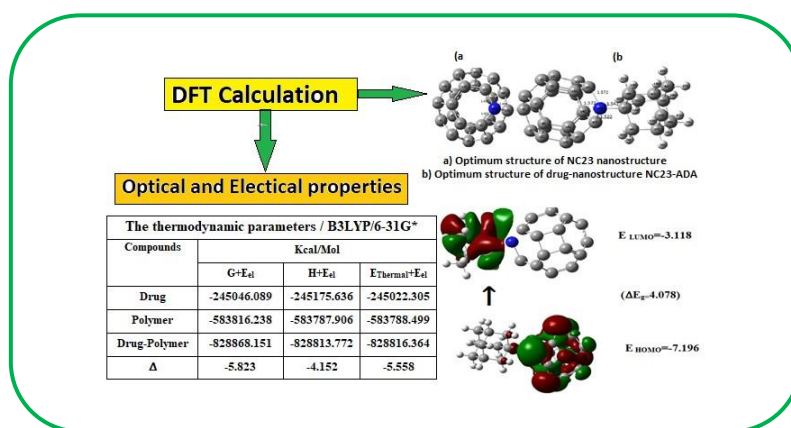 (a
(b
DFT Calculation
a) Optimum structure of NC23 nanostructure
b) Optimum structure of drug-nanostructure NC23-ADA
Optical and Electical properties
The thermodynamic parameters / B3LYP/6-31G*
Compounds
Kcal/Mol
G+Eel
H+Eel
EThermal+Eel
Drug
-245046.089
-245175.636
-245022.305
Polymer
-583816.238
-583787.906
-583788.499
Drug-Polymer
-828868.151
-828813.772
-828816.364
Δ
-5.823
-4.152
-5.558
E LUMO=-3.118
(ΔEg=4.078)
E HOMO=-7.196